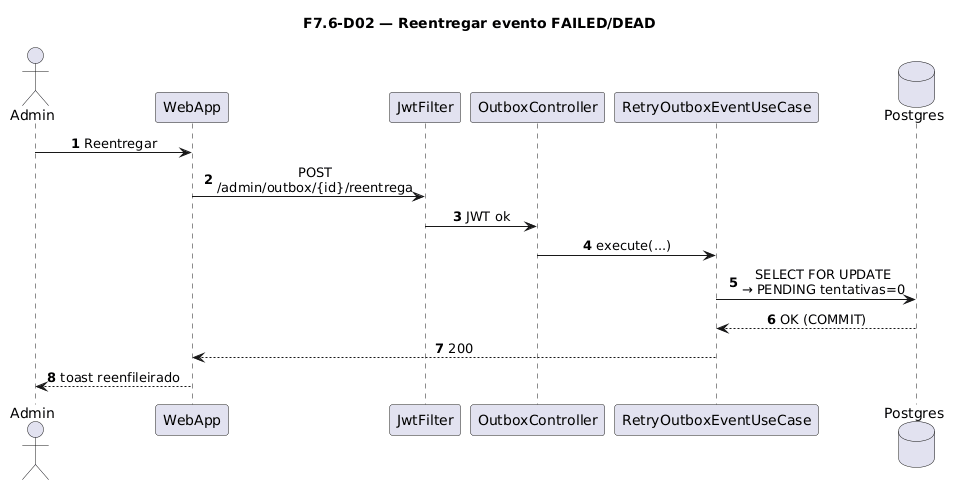 F7.6-D02 — Reentregar evento FAILED/DEAD
Admin
WebApp
JwtFilter
OutboxController
RetryOutboxEventUseCase
Postgres
1 Reentregar
2 POST
/admin/outbox/{id}/reentrega
3 JWT ok
4 execute(...)
5 SELECT FOR UPDATE
→ PENDING tentativas=0
6 OK (COMMIT)
7 200
8 toast reenfileirado
Admin
WebApp
JwtFilter
OutboxController
RetryOutboxEventUseCase
Postgres